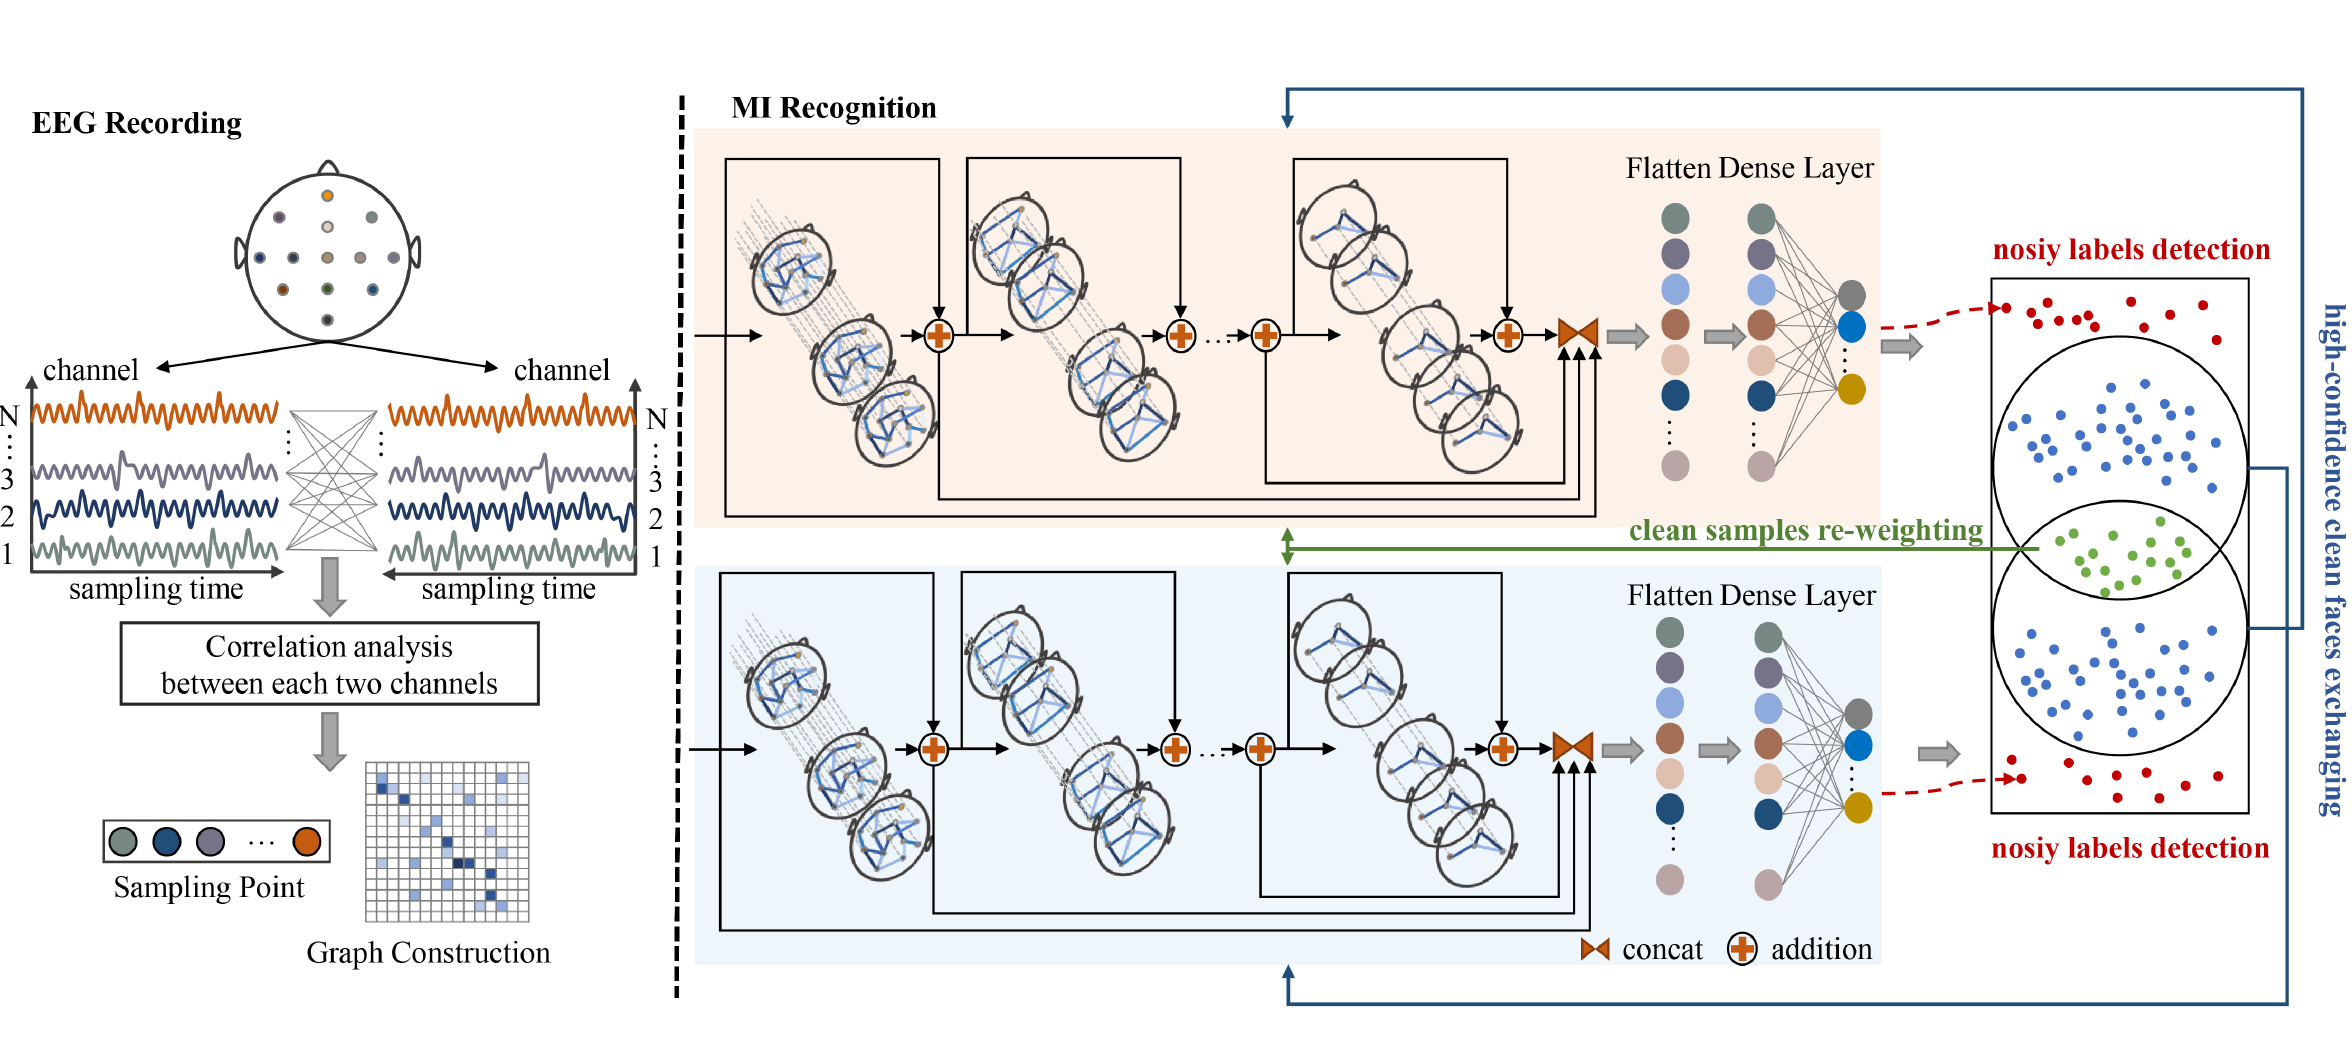 EEG Recording
channel
channel
N
3
2
1
N
3
2
1
sampling time
sampling time
Correlation analysis
between each two channels
Sampling Point
Graph Construction
MI Recognition
Flatten Dense Layer
clean samples re-weighting
Flatten Dense Layer
concat
addition
nosiy labels detection
nosiy labels detection
high-confidence clean faces exchanging